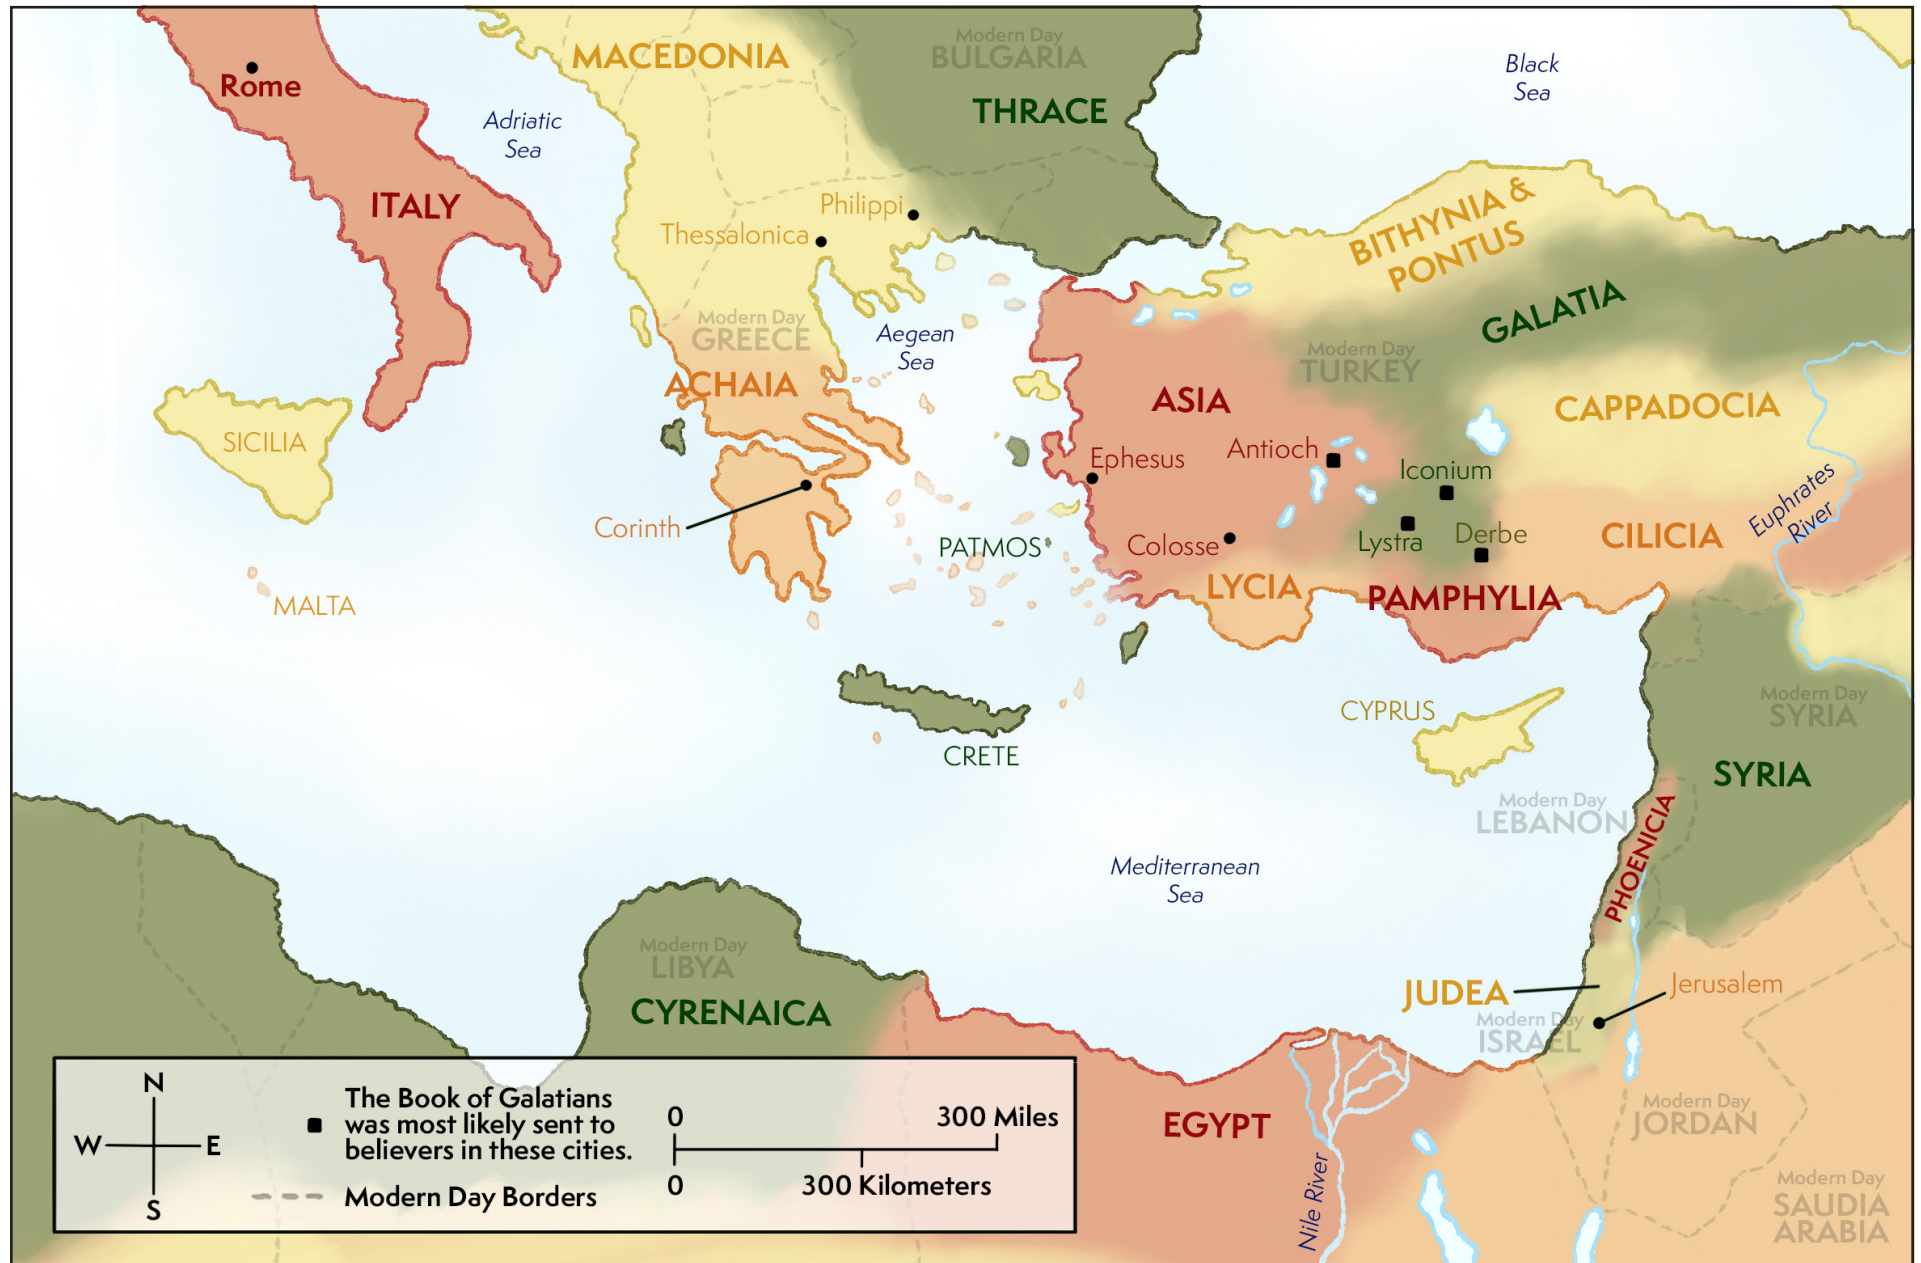 Modern Day
BULGARIA
MACEDONIA
THRACE
Black
Sea
Rome
Adriatic
Sea
ITALY
Philippi
Thessalonica
BITHYNIA &
PONTUS
GALATIA
Modern Day
GREECE
Aegean
Sea
Modern Day
TURKEY
ACHAIA
ASIA
CAPPADOCIA
SICILIA
Antioch
Ephesus
Iconium
Euphrates
River
Corinth
PATMOS
Colosse
Lystra
Derbe
CILICIA
LYCIA
PAMPHYLIA
MALTA
CYPRUS
Modern Day
SYRIA
CRETE
SYRIA
Modern Day
LEBANON
PHOENICIA
Mediterranean
Sea
Modern Day
LIBYA
CYRENAICA
JUDEA
Jerusalem
Modern Day
ISRAEL
EGYPT
Modern Day
JORDAN
Nile River
Modern Day
SAUDIA
ARABIA
N
W
E
S
The Book of Galatians
was most likely sent to
believers in these cities.
Modern Day Borders
0
300 Miles
0
300 Kilometers